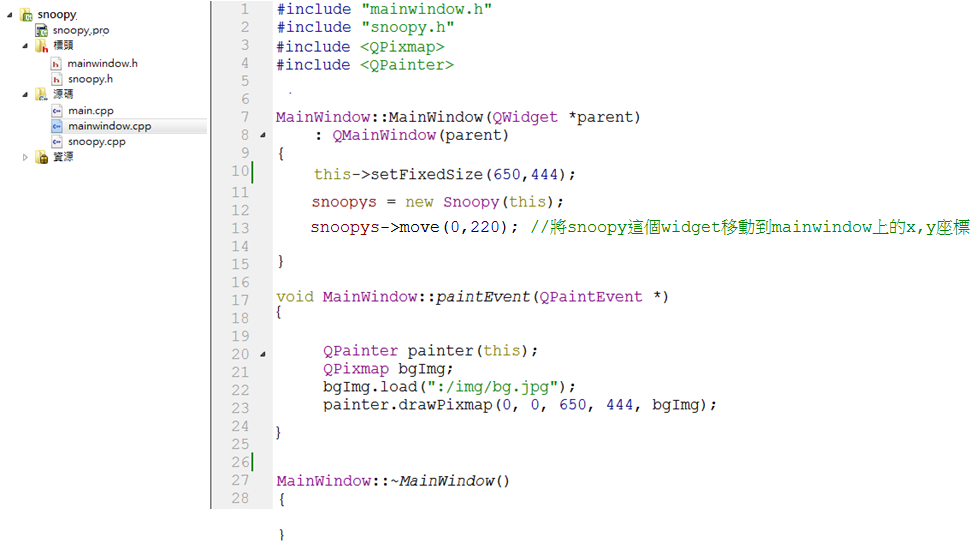 snoopy
snoopy.pro
標頭
mainwindow.h
snoopy.h
源碼
main.cpp
mainwindow.cpp
snoopy.cpp
資源
1 #include "mainwindow.h"
2 #include "snoopy.h"
3 #include <QPixmap>
4 #include <QPainter>
5
6
7 MainWindow::MainWindow(QWidget *parent)
8 : QMainWindow(parent)
9 {
10 this->setFixedSize(650,444);
11 snoopys = new Snoopy(this);
12
13 snoopys->move(0,220); //將snoopy這個widget移動到mainwindow上的x,y座標
14
15 }
16
17 void MainWindow::paintEvent(QPaintEvent *)
18 {
19
20 QPainter painter(this);
21 QPixmap bgImg;
22 bgImg.load(":/img/bg.jpg");
23 painter.drawPixmap(0, 0, 650, 444, bgImg);
24 }
25
26
27 MainWindow::~MainWindow()
28 {
}